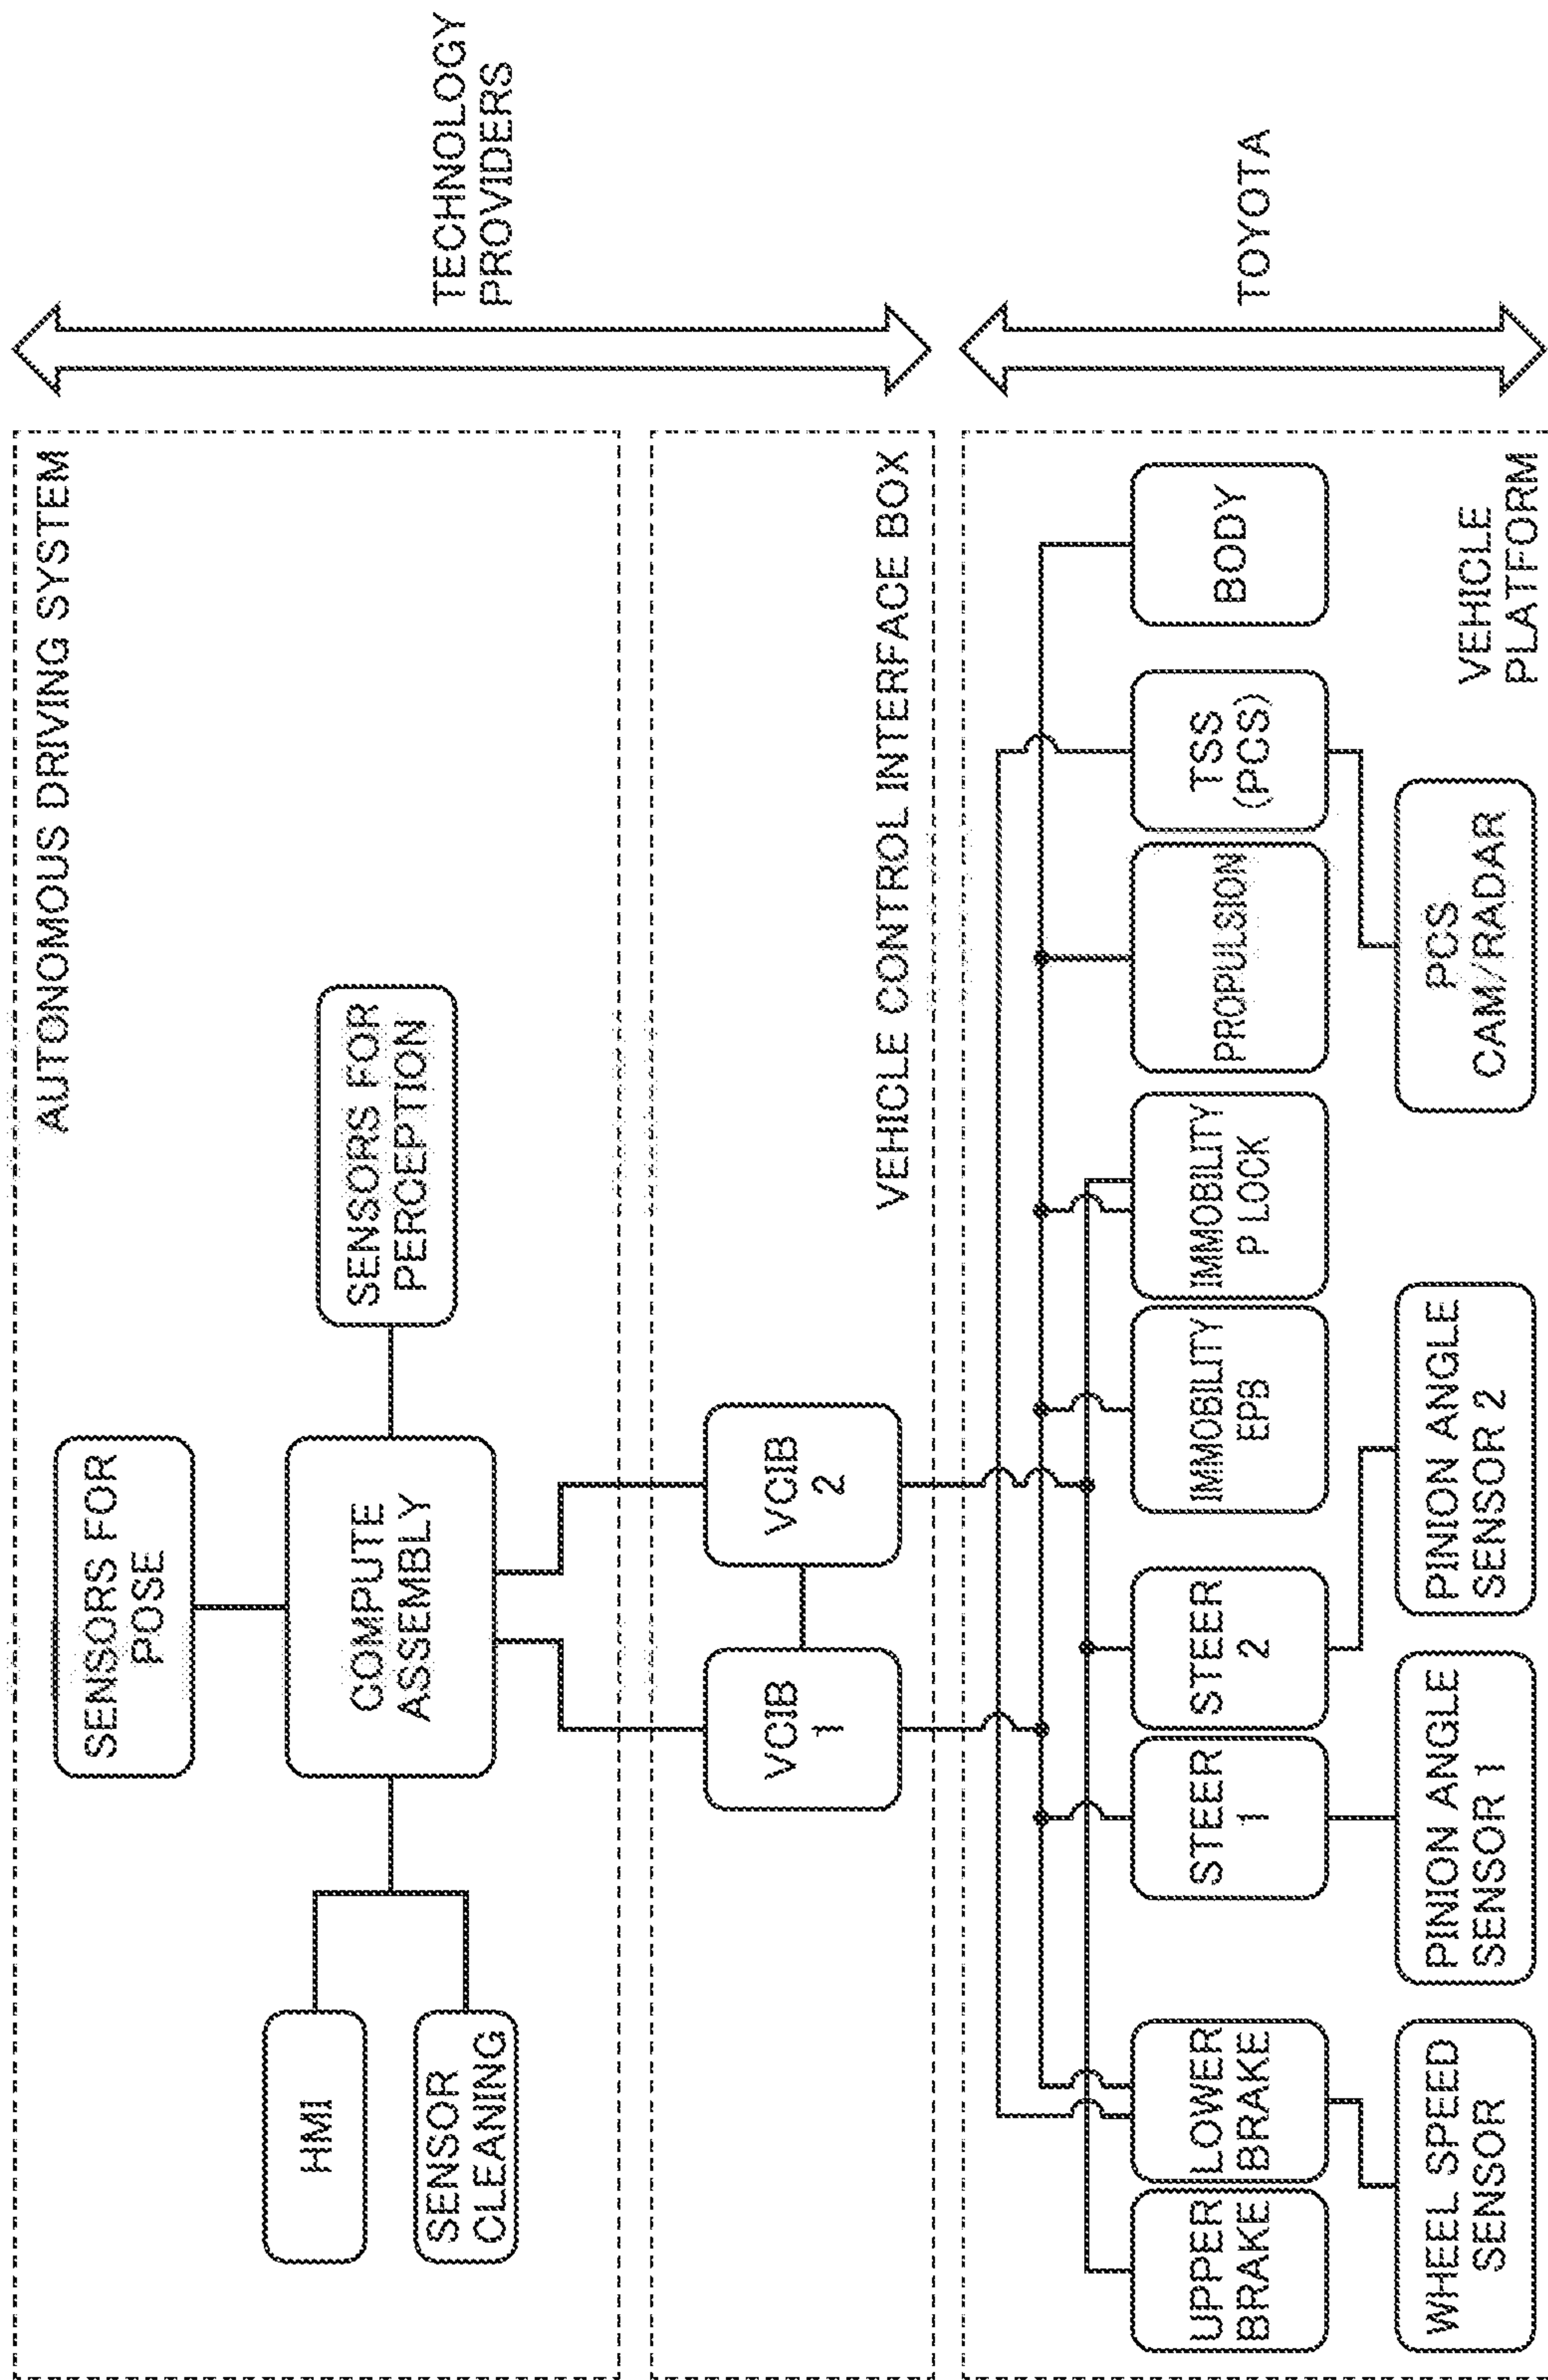 AUTONOMOUS DRIVING SYSTEM
SENSORS FOR
POSE
HMI
SENSOR
CLEANING
COMPUTE
ASSEMBLY
SENSORS FOR
PERCEPTION
TECHNOLOGY
PROVIDERS
VCIB
1
VCIB
2
VEHICLE CONTROL INTERFACE BOX
UPPER
BRAKE
LOWER
BRAKE
STEER
1
STEER
2
IMMOBILITY
EPB
IMMOBILITY
P LOCK
PROPULSION
TSS
(PCS)
BODY
TOYOTA
WHEEL SPEED
SENSOR
PINION ANGLE
SENSOR 1
PINION ANGLE
SENSOR 2
PCS
CAM/RADAR
VEHICLE
PLATFORM